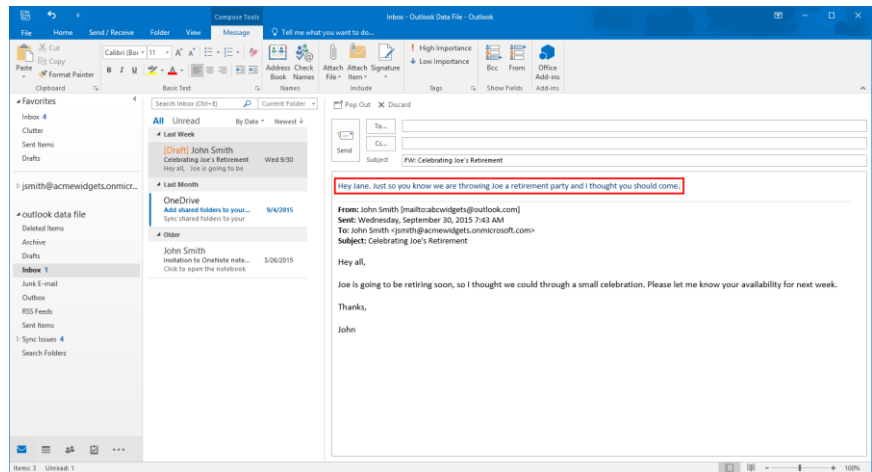 Compose Tools
Inbox - Outlook Data File - Outlook
File Home Send / Receive Folder View Message Tell me what you want to do...
Paste
Cut
Copy
Format Painter
Clipboard
Calibri (Boc 11
B I U
Basic Text
Address Book
Check Names
Names
Attach File
Attach Item
Signature
Include
High Importance
Low Importance
Tags
Bcc From
Show Fields
Office Add-ins
Add-ins
Favorites
Inbox 4
Clutter
Sent Items
Drafts
jsmith@acmewidgets.onmicr...
outlook data file
Deleted Items
Archive
Drafts
Inbox 1
Junk E-mail
Outbox
RSS Feeds
Sent Items
Sync Issues 4
Search Folders
Search Inbox (Ctrl+E) Current Folder
All Unread By Date Newest
Last Week
[Draft] John Smith
Celebrating Joe's Retirement Wed 9/30
Hey all, Joe is going to be
Last Month
OneDrive
Add shared folders to your... 9/4/2015
Sync shared folders to your
Older
John Smith
Invitation to OneNote note... 3/26/2015
Click to open the notebook
Pop Out Discard
Send
To...
Cc...
Subject FW: Celebrating Joe's Retirement
Hey Jane. Just so you know we are throwing Joe a retirement party and I thought you should come.
From: John Smith [mailto:abcwidgets@outlook.com]
Sent: Wednesday, September 30, 2015 7:43 AM
To: John Smith <jsmith@acmewidgets.onmicrosoft.com>
Subject: Celebrating Joe's Retirement
Hey all,
Joe is going to be retiring soon, so I thought we could through a small celebration. Please let me know your availability for next week.
Thanks,
John
Items: 3 Unread: 1
100%